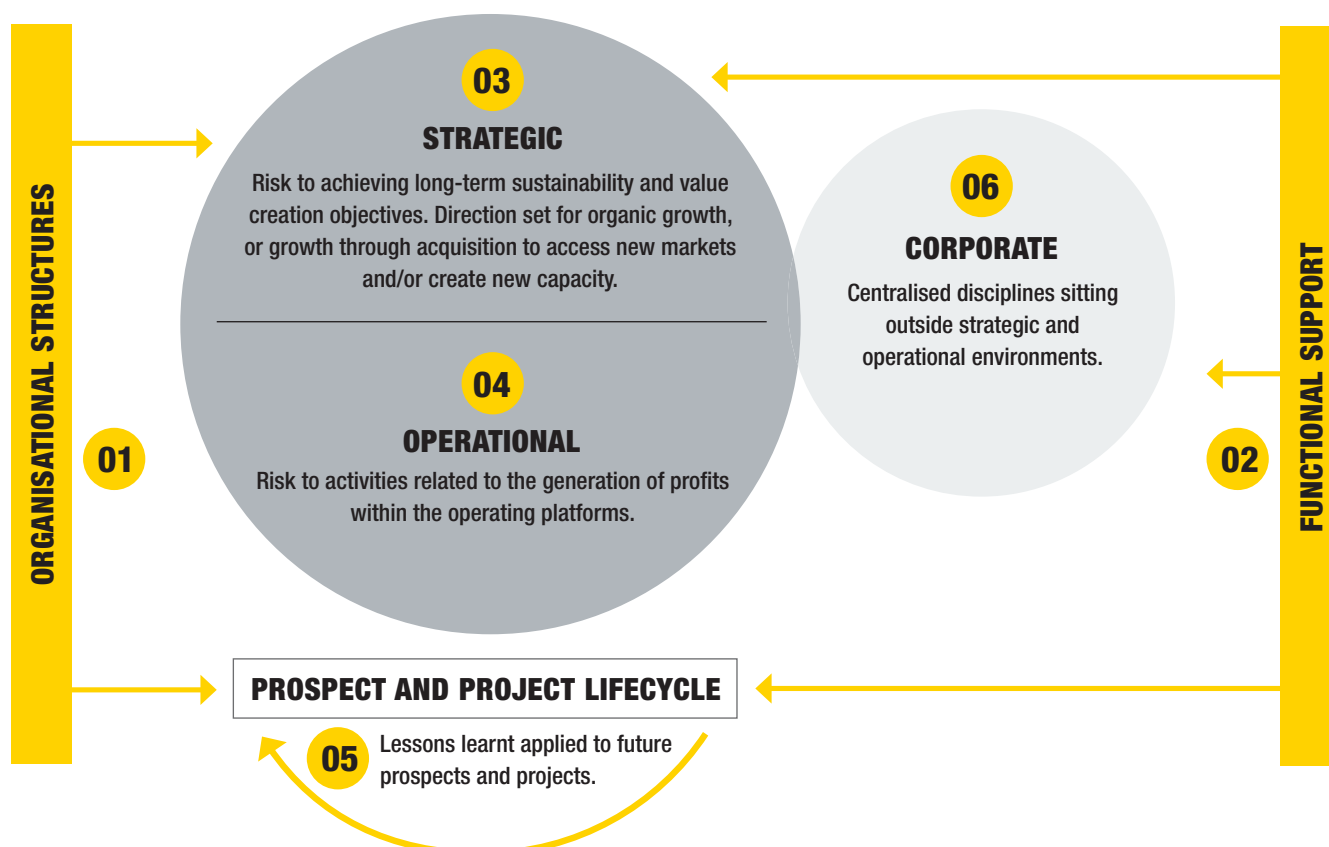 ORGANISATIONAL STRUCTURES
01
03
STRATEGIC
Risk to achieving long-term sustainability and value
creation objectives. Direction set for organic growth,
or growth through acquisition to access new markets
and/or create new capacity.
04
OPERATIONAL
Risk to activities related to the generation of profits
within the operating platforms.
06
CORPORATE
Centralised disciplines sitting
outside strategic and
operational environments.
02
FUNCTIONAL SUPPORT
PROSPECT AND PROJECT LIFECYCLE
05
Lessons learnt applied to future
prospects and projects.